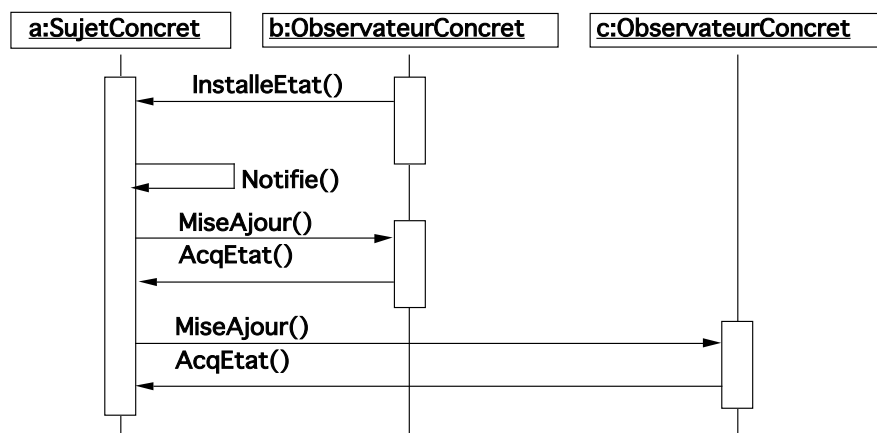 a:SujetConcret
b:ObservateurConcret
c:ObservateurConcret
InstalleEtat()
Notifie()
MiseAjour()
AcqEtat()
MiseAjour()
AcqEtat()